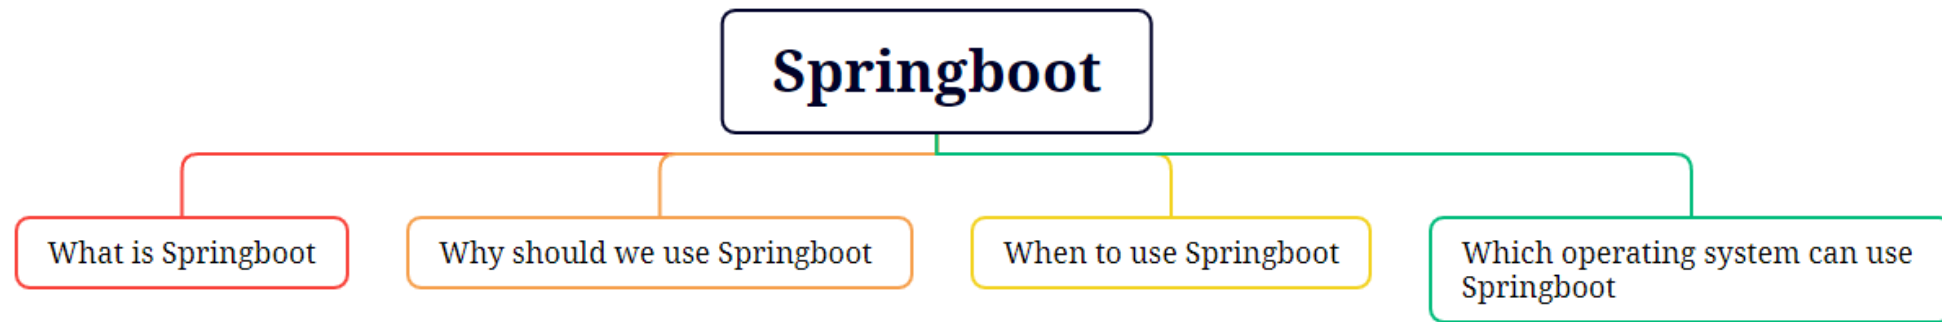 Springboot
What is Springboot
Why should we use Springboot
When to use Springboot
Which operating system can use
Springboot